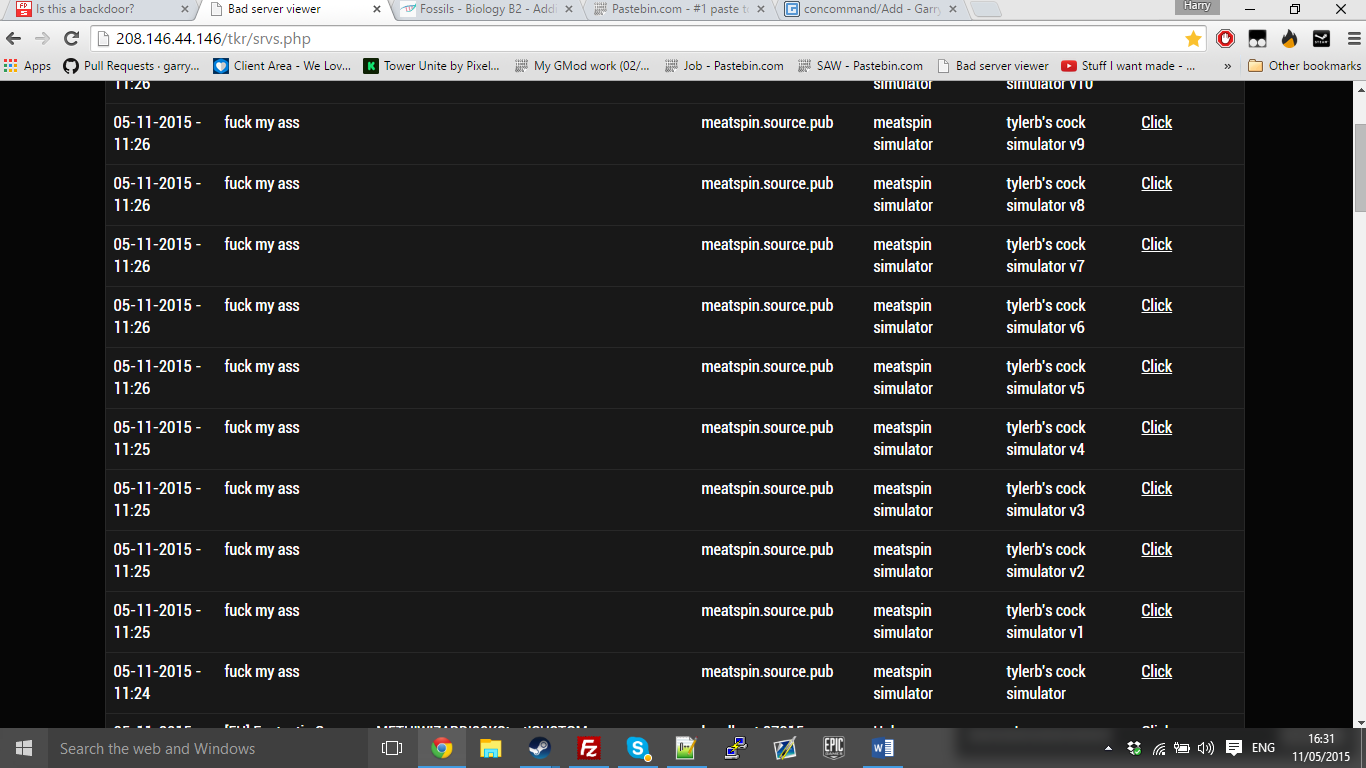 Is this a backdoor?
Bad server viewer
Fossils - Biology B2 - Addi
Pastebin.com - #1 paste to
concommand/Add - Garry
Harry
208.146.44.146/tkr/srvs.php
Apps
Pull Requests · garry...
Client Area - We Lov...
Tower Unite by Pixel...
My GMod work (02/...
Job - Pastebin.com
SAW - Pastebin.com
Bad server viewer
Stuff I want made - ...
»
Other bookmarks
11:26 simulator simulator v10
05-11-2015 - fuck my ass meatspin.source.pub meatspin tylerb's cock Click
11:26 simulator simulator v9
05-11-2015 - fuck my ass meatspin.source.pub meatspin tylerb's cock Click
11:26 simulator simulator v8
05-11-2015 - fuck my ass meatspin.source.pub meatspin tylerb's cock Click
11:26 simulator simulator v7
05-11-2015 - fuck my ass meatspin.source.pub meatspin tylerb's cock Click
11:26 simulator simulator v6
05-11-2015 - fuck my ass meatspin.source.pub meatspin tylerb's cock Click
11:26 simulator simulator v5
05-11-2015 - fuck my ass meatspin.source.pub meatspin tylerb's cock Click
11:25 simulator simulator v4
05-11-2015 - fuck my ass meatspin.source.pub meatspin tylerb's cock Click
11:25 simulator simulator v3
05-11-2015 - fuck my ass meatspin.source.pub meatspin tylerb's cock Click
11:25 simulator simulator v2
05-11-2015 - fuck my ass meatspin.source.pub meatspin tylerb's cock Click
11:25 simulator simulator v1
05-11-2015 - fuck my ass meatspin.source.pub meatspin tylerb's cock Click
11:24 simulator simulator
Search the web and Windows
ENG
16:31
11/05/2015